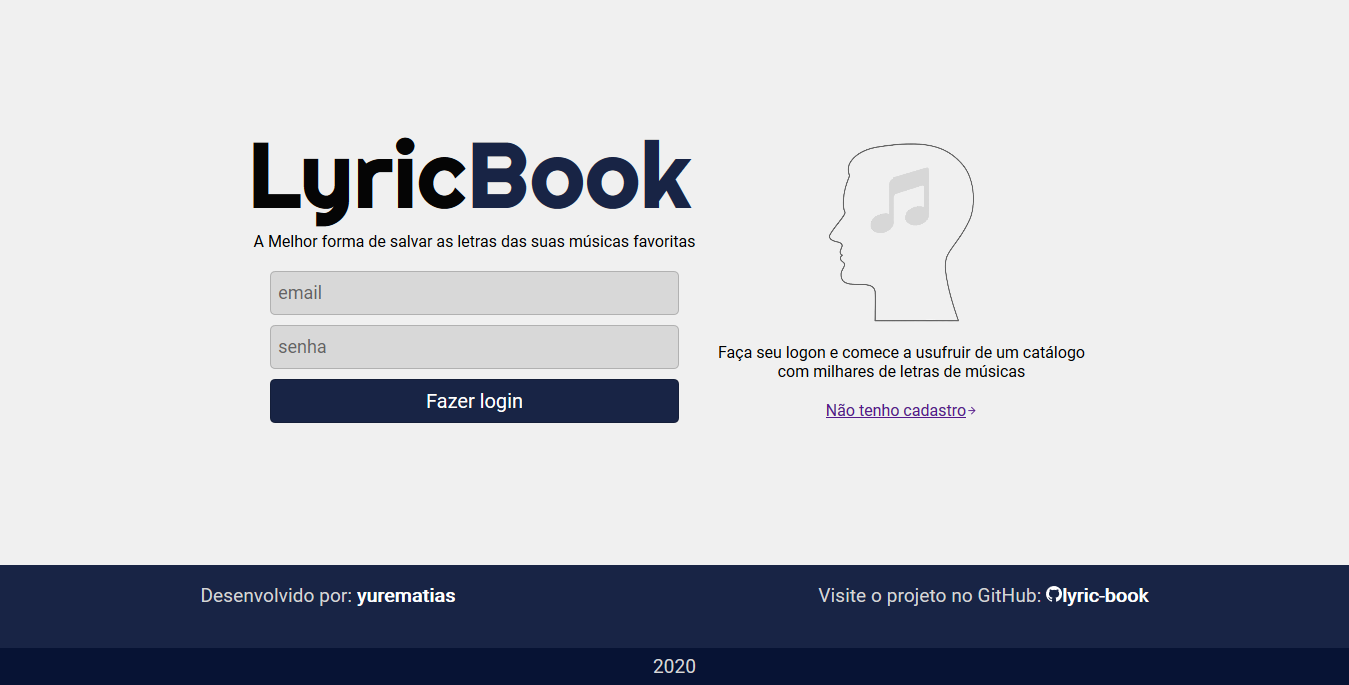 LyricBook
A Melhor forma de salvar as letras das suas músicas favoritas
email
senha
Fazer login
Faça seu logon e comece a usufruir de um catálogo
com milhares de letras de músicas
Não tenho cadastro
Desenvolvido por: yurematias
Visite o projeto no GitHub: lyric-book
2020